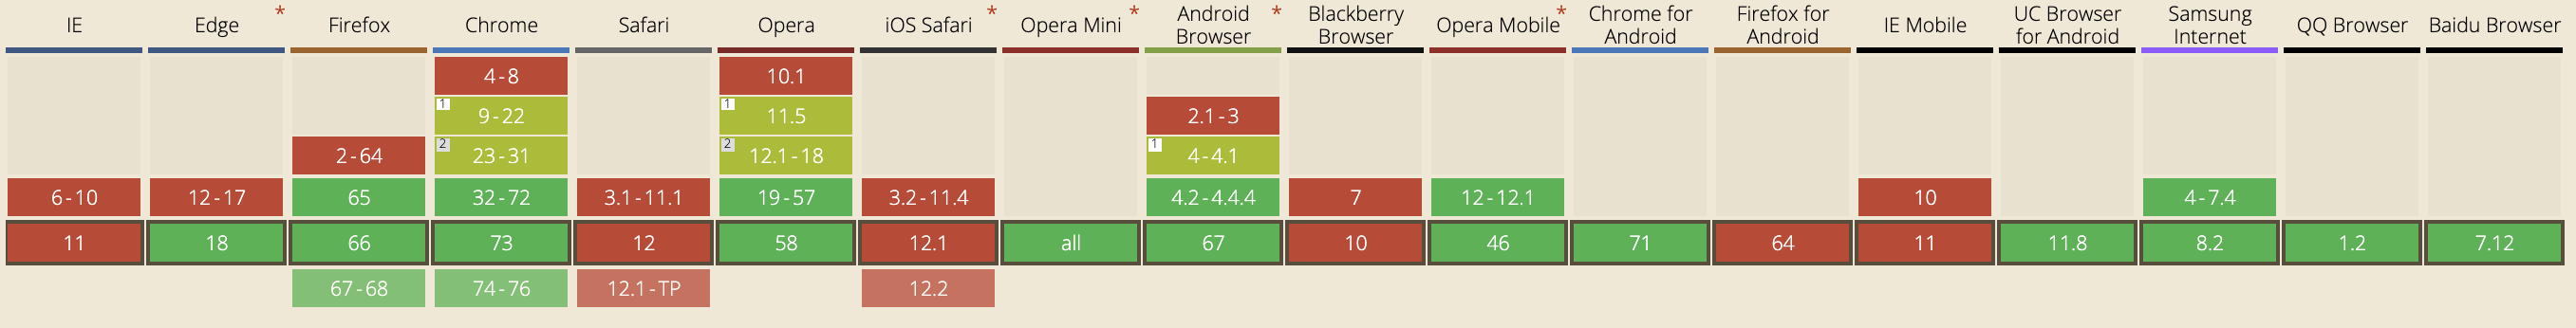 IE Edge * Firefox Chrome Safari Opera iOS Safari * Opera Mini * Android Browser * Blackberry Browser Opera Mobile * Chrome for Android Firefox for Android IE Mobile UC Browser for Android Samsung Internet QQ Browser Baidu Browser
4-8 10.1
1 9-22 1 11.5 2.1-3
2-64 2 23-31 2 12.1-18 1 4-4.1
6-10 12-17 65 32-72 3.1-11.1 19-57 3.2-11.4 4.2-4.4.4 7 12-12.1 10 4-7.4
11 18 66 73 12 58 12.1 all 67 10 46 71 64 11 11.8 8.2 1.2 7.12
67-68 74-76 12.1-TP 12.2